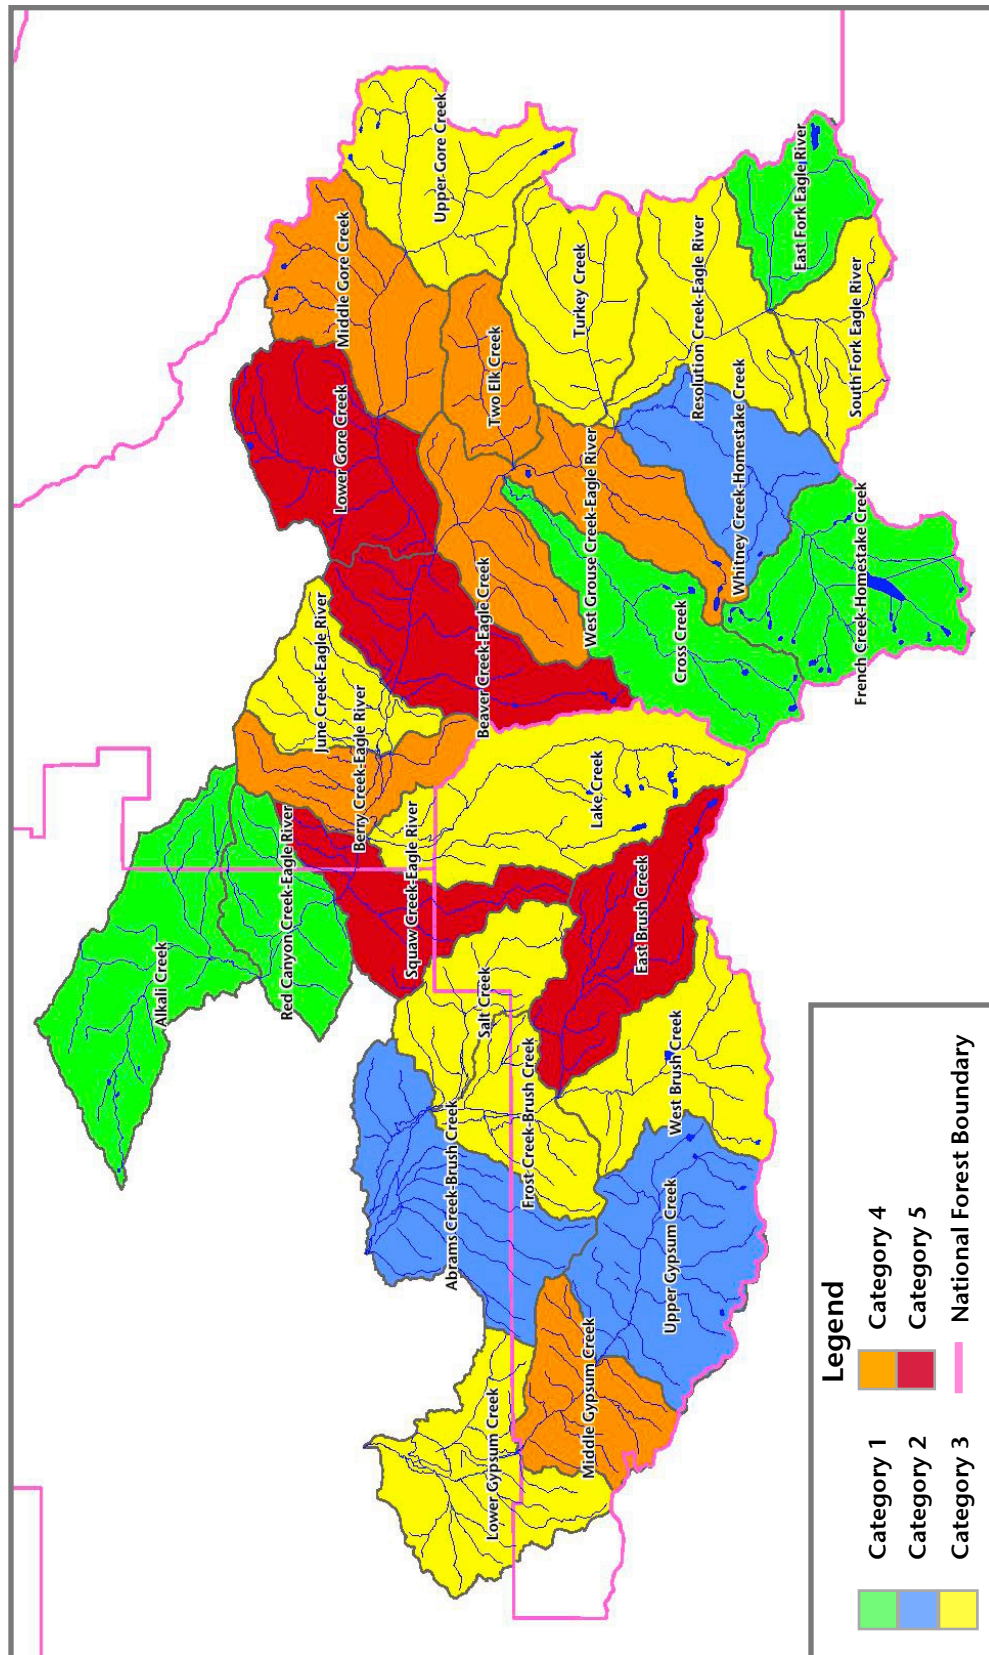 Alkali Creek
Red Canyon Creek-Eagle River
June Creek-Eagle River
Lower Gore Creek
Middle Gore Creek
Upper Gore Creek
Berry Creek-Eagle River
Squaw Creek-Eagle River
Abrams Creek-Brush Creek
Salt Creek
Beaver Creek-Eagle Creek
Two Elk Creek
Lower Gypsum Creek
Frost Creek-Brush Creek
Lake Creek
West Grouse Creek-Eagle River
Turkey Creek
Middle Gypsum Creek
East Brush Creek
Cross Creek
Resolution Creek-Eagle River
Upper Gypsum Creek
West Brush Creek
Whitney Creek-Homestake Creek
East Fork Eagle River
French Creek-Homestake Creek
South Fork Eagle River
Legend
Category 1
Category 2
Category 3
Category 4
Category 5
National Forest Boundary